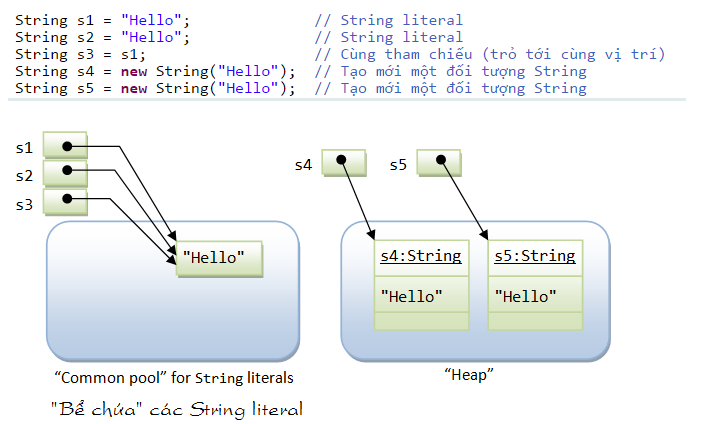 String s1 = "Hello"; // String literal
String s2 = "Hello"; // String literal
String s3 = s1; // Cùng tham chiếu (trỏ tới cùng vị trí)
String s4 = new String("Hello"); // Tạo mới một đối tượng String
String s5 = new String("Hello"); // Tạo mới một đối tượng String
s1
s2
s3
"Hello"
“Common pool” for String literals
"Bể chứa" các String literal
s4
s5
s4:String
"Hello"
s5:String
"Hello"
“Heap”